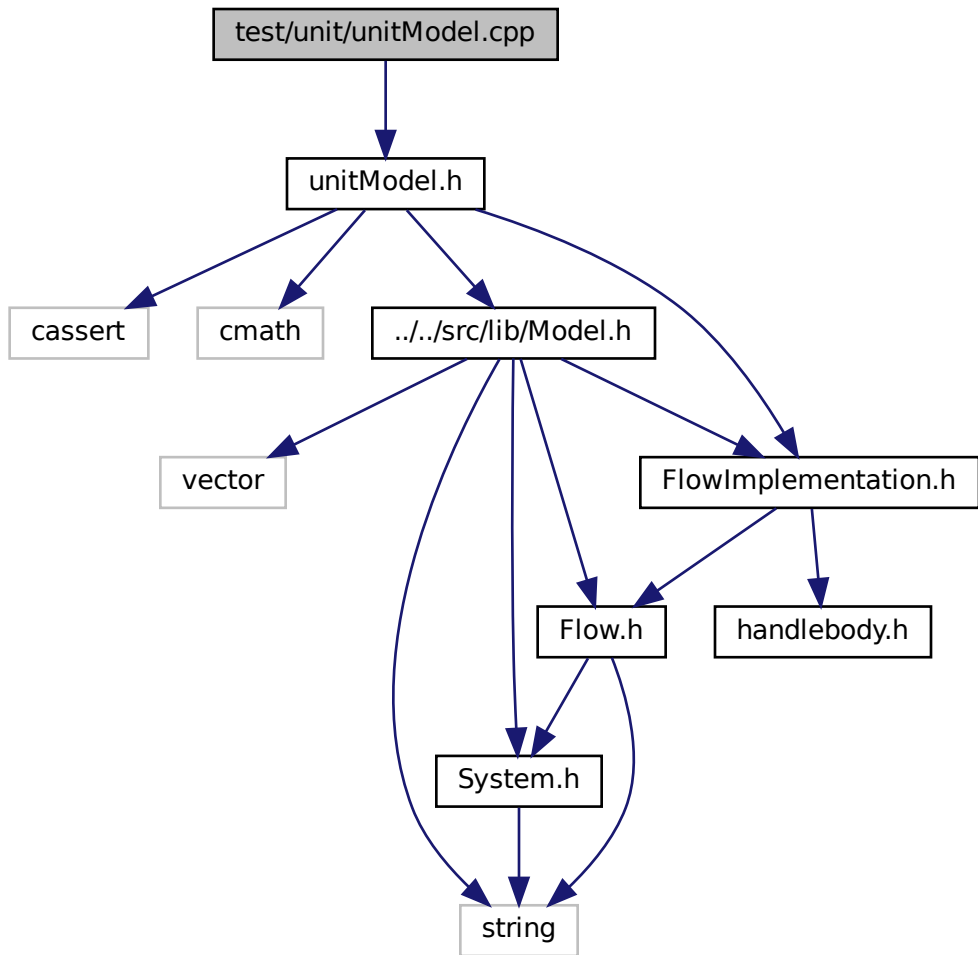 test/unit/unitModel.cpp
unitModel.h
cassert
cmath
../../src/lib/Model.h
vector
FlowImplementation.h
Flow.h
handlebody.h
System.h
string